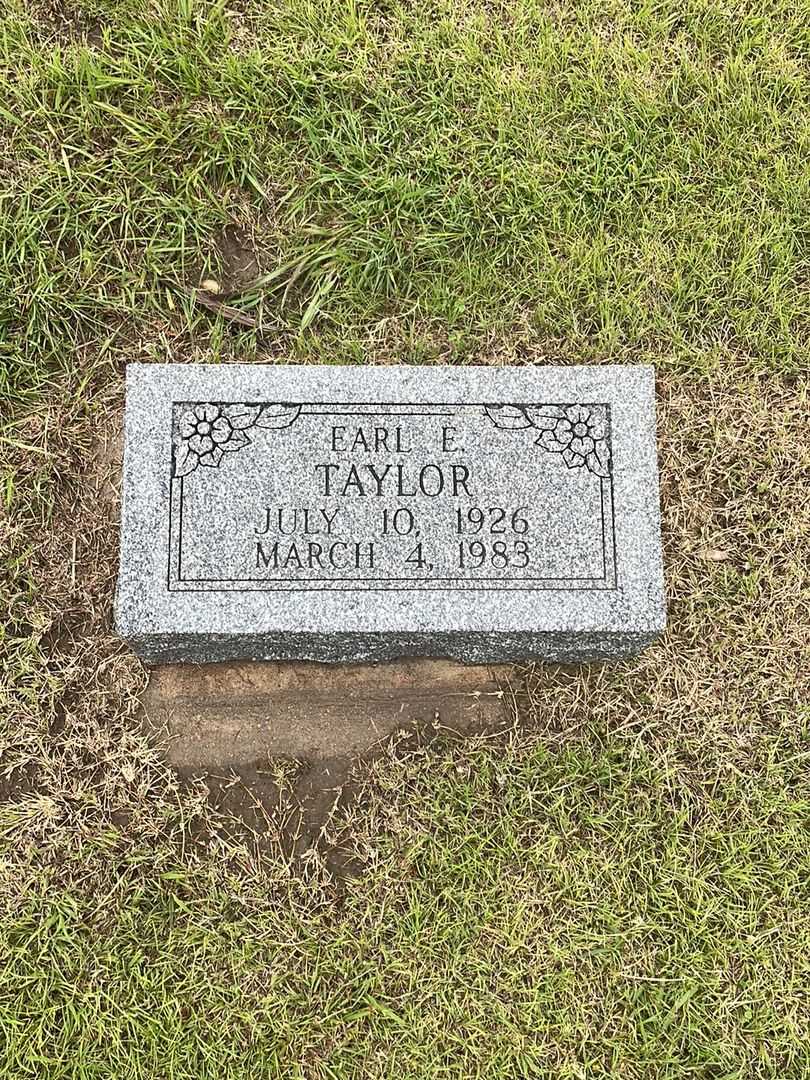 EARL E.
TAYLOR
JULY 10, 1926
MARCH 4, 1983